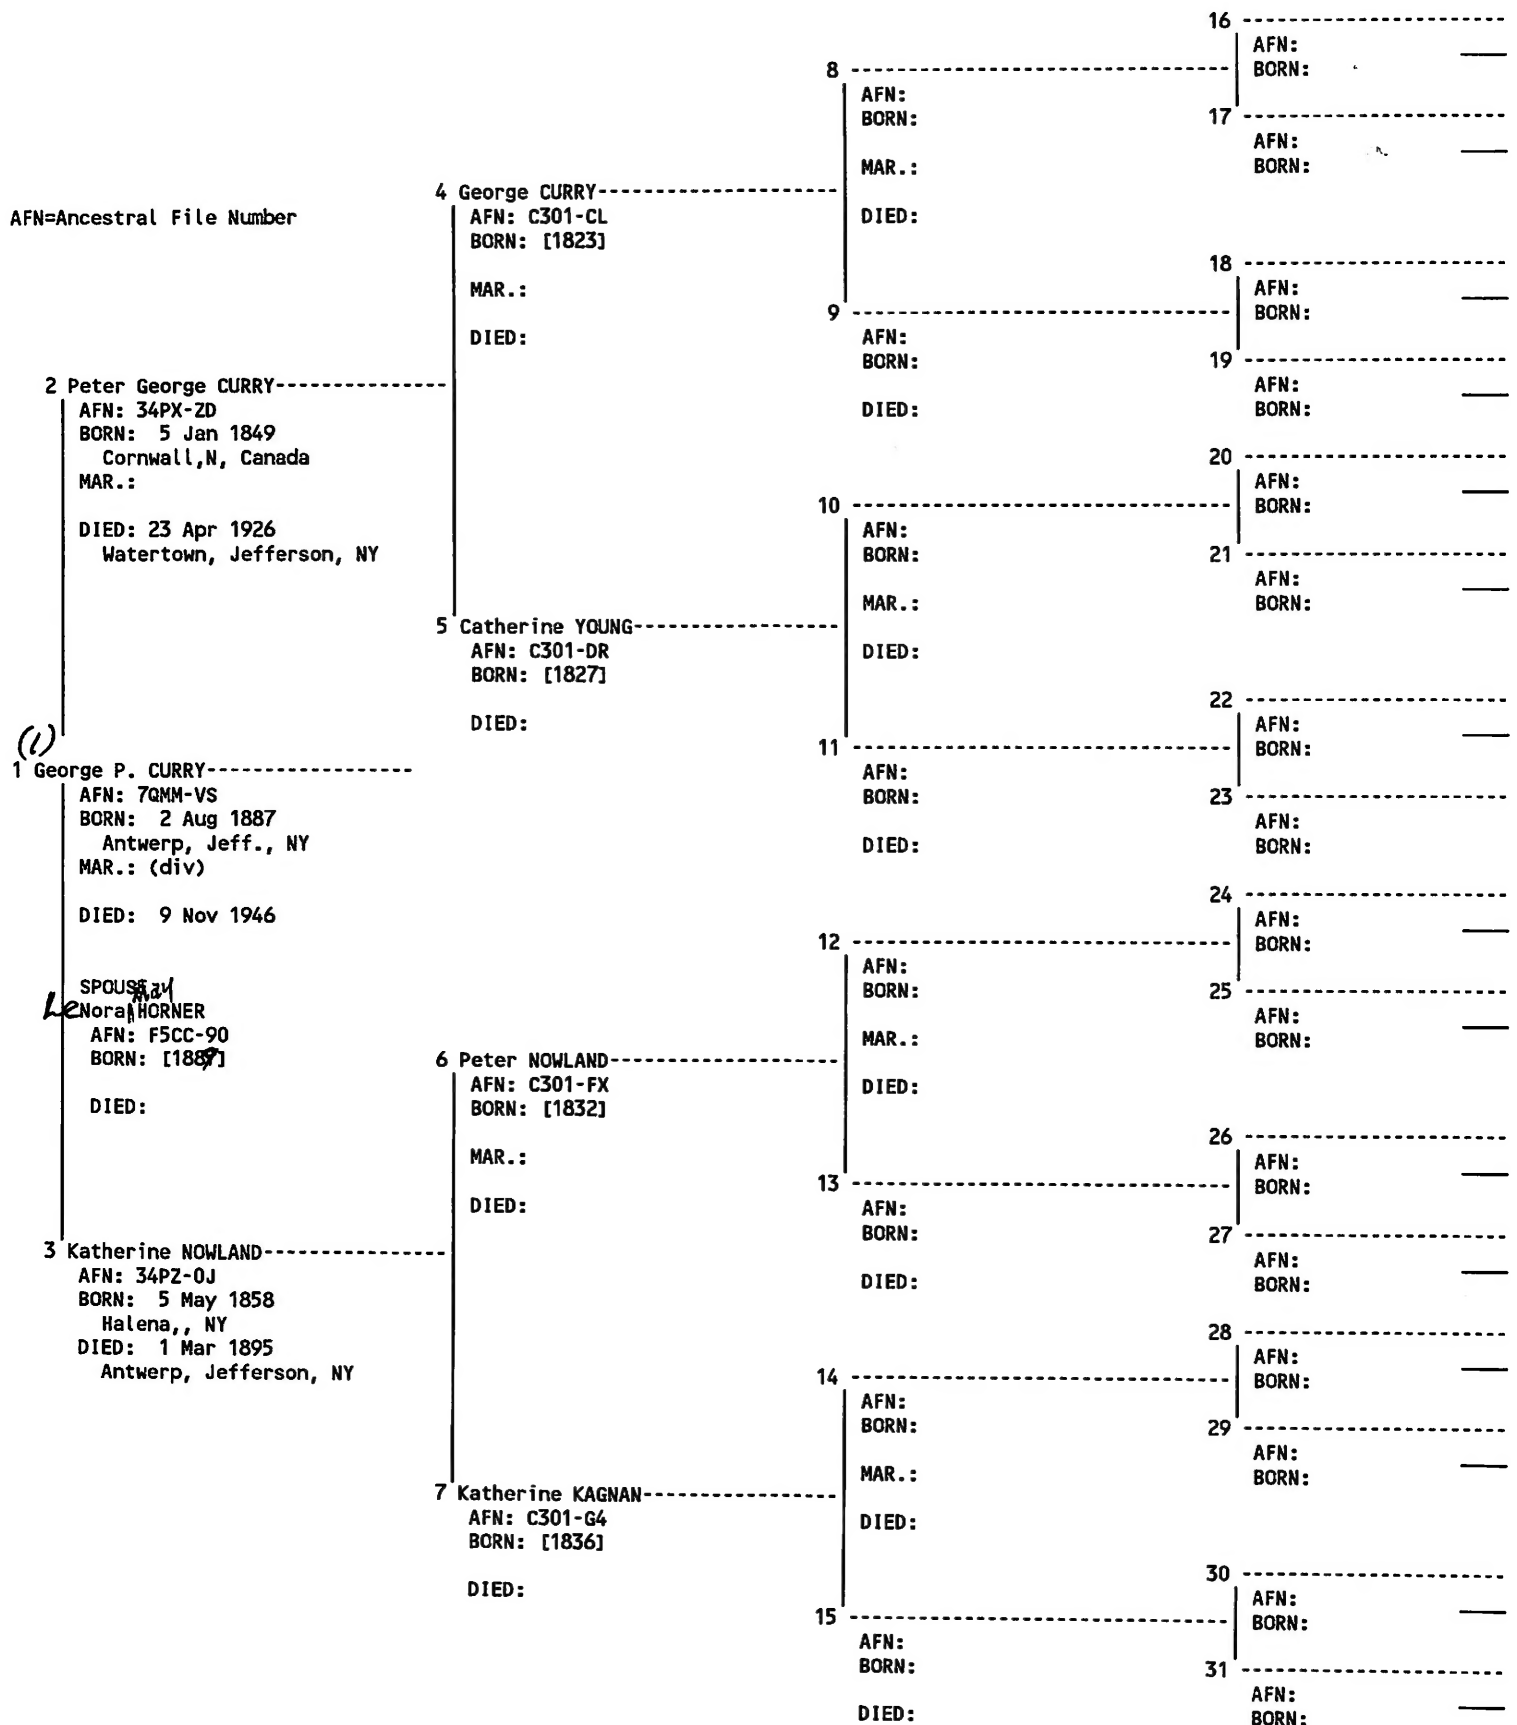 AFN=Ancestral File Number
(1)
1 George P. CURRY
AFN: 7QMM-VS
BORN: 2 Aug 1887
Antwerp, Jeff., NY
MAR.: (div)
DIED: 9 Nov 1946
SPOUSE
LeNora May HORNER
AFN: F5CC-90
BORN: [1889]
DIED:
2 Peter George CURRY
AFN: 34PX-ZD
BORN: 5 Jan 1849
Cornwall,N, Canada
MAR.:
DIED: 23 Apr 1926
Watertown, Jefferson, NY
3 Katherine NOWLAND
AFN: 34PZ-0J
BORN: 5 May 1858
Halena,, NY
DIED: 1 Mar 1895
Antwerp, Jefferson, NY
4 George CURRY
AFN: C301-CL
BORN: [1823]
MAR.:
DIED:
5 Catherine YOUNG
AFN: C301-DR
BORN: [1827]
DIED:
6 Peter NOWLAND
AFN: C301-FX
BORN: [1832]
MAR.:
DIED:
7 Katherine KAGNAN
AFN: C301-G4
BORN: [1836]
DIED:
8
AFN:
BORN:
MAR.:
DIED:
9
AFN:
BORN:
DIED:
10
AFN:
BORN:
MAR.:
DIED:
11
AFN:
BORN:
DIED:
12
AFN:
BORN:
MAR.:
DIED:
13
AFN:
BORN:
DIED:
14
AFN:
BORN:
MAR.:
DIED:
15
AFN:
BORN:
DIED:
16
AFN:
BORN:
17
AFN:
BORN:
18
AFN:
BORN:
19
AFN:
BORN:
20
AFN:
BORN:
21
AFN:
BORN:
22
AFN:
BORN:
23
AFN:
BORN:
24
AFN:
BORN:
25
AFN:
BORN:
26
AFN:
BORN:
27
AFN:
BORN:
28
AFN:
BORN:
29
AFN:
BORN:
30
AFN:
BORN:
31
AFN:
BORN: